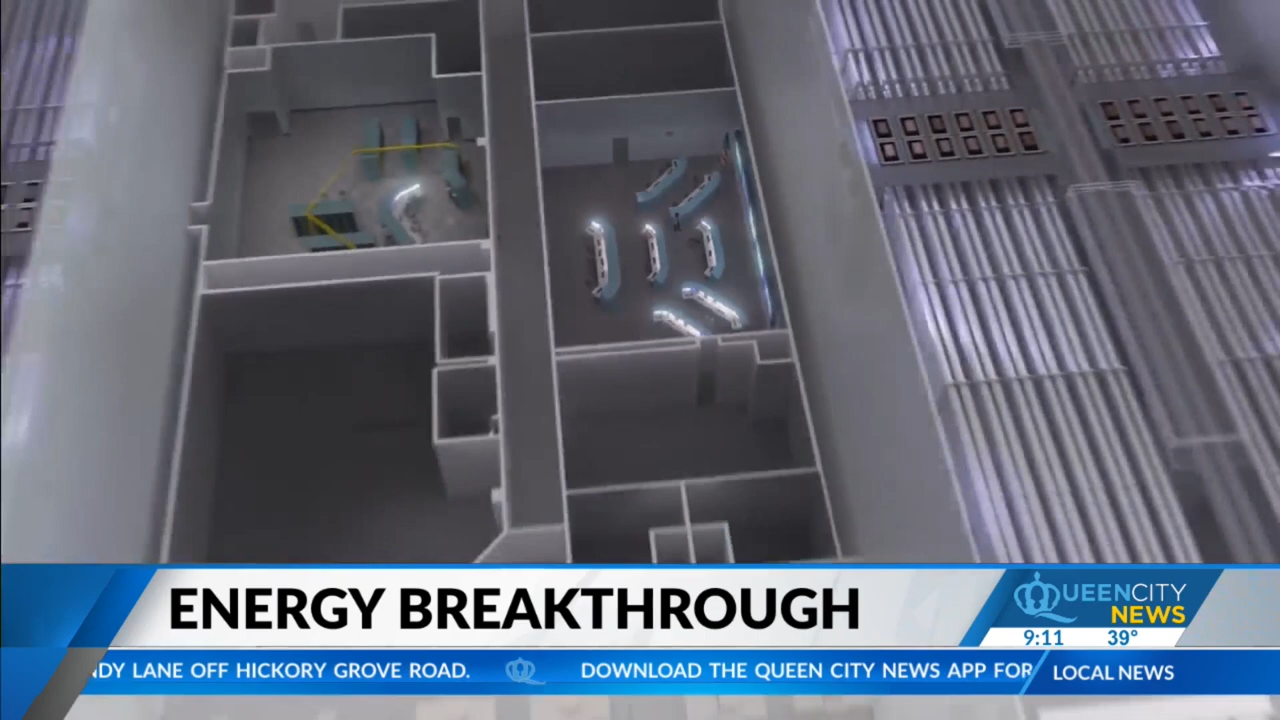 ENERGY BREAKTHROUGH
QUEEN CITY
NEWS
9:11 39°
LANE OFF HICKORY GROVE ROAD. DOWNLOAD THE QUEEN CITY NEWS APP FOR
LOCAL NEWS